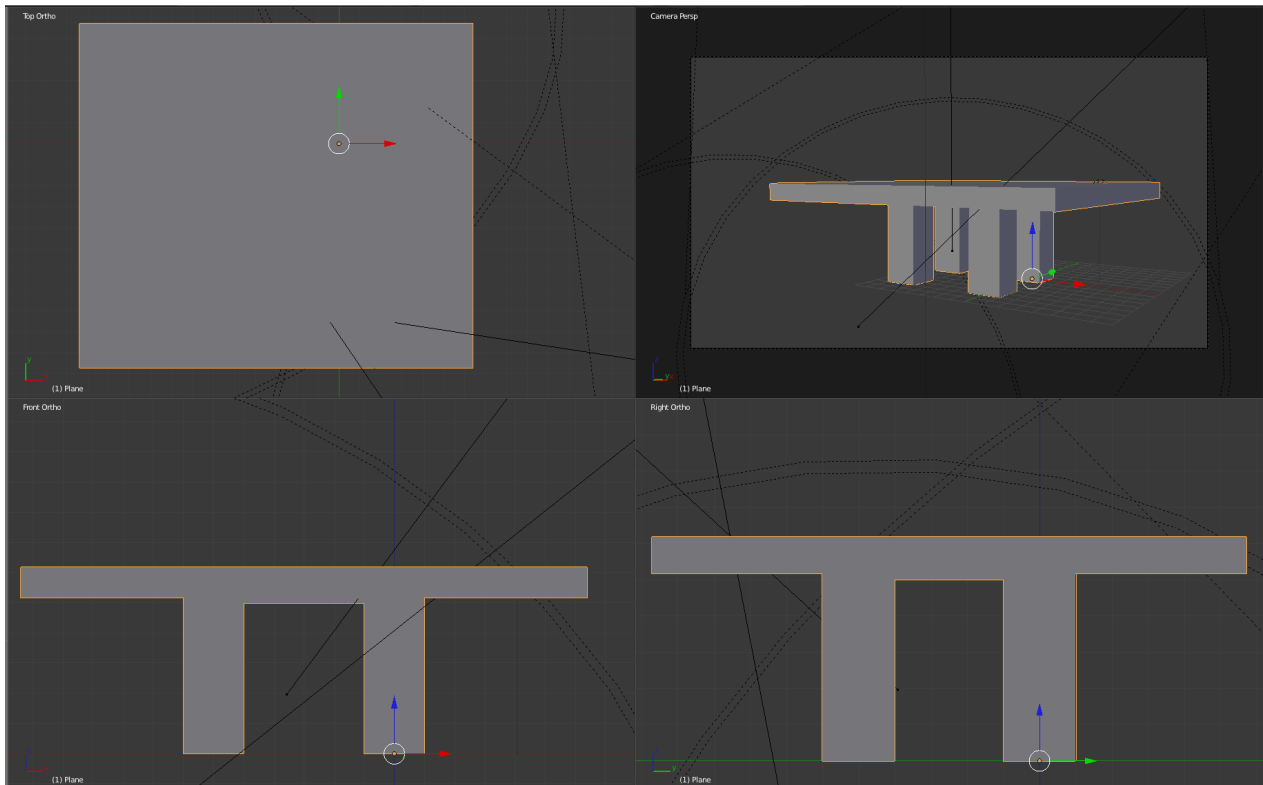 Top Ortho
Camera Persp
y
x
(1) Plane
(1) Plane
Front Ortho
Right Ortho
(1) Plane
(1) Plane